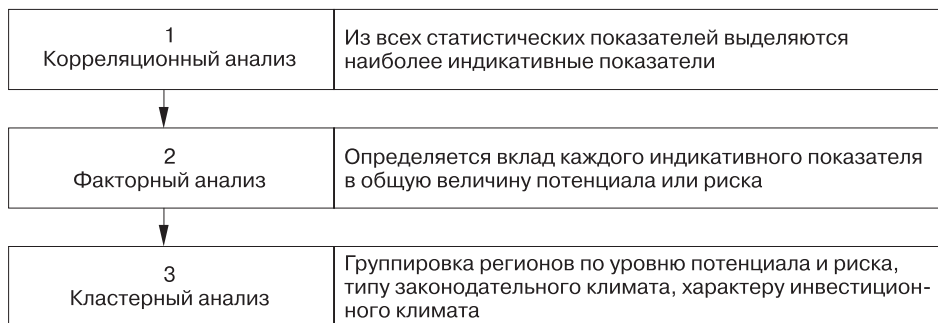 1
Корреляционный анализ
Из всех статистических показателей выделяются
наиболее индикативные показатели
2
Факторный анализ
Определяется вклад каждого индикативного показателя
в общую величину потенциала или риска
3
Кластерный анализ
Группировка регионов по уровню потенциала и риска,
типу законодательного климата, характеру инвестицион-
ного климата